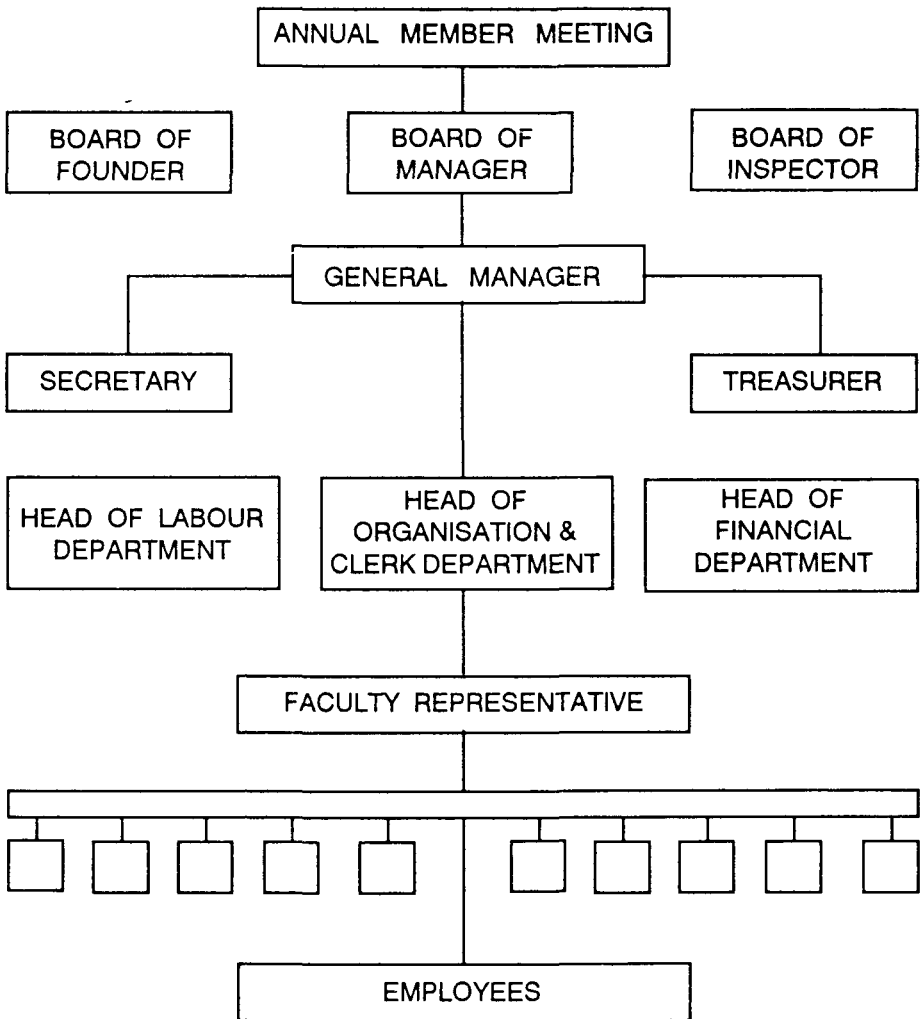 ANNUAL MEMBER MEETING
BOARD OF
FOUNDER
BOARD OF
MANAGER
BOARD OF
INSPECTOR
GENERAL MANAGER
SECRETARY
TREASURER
HEAD OF LABOUR
DEPARTMENT
HEAD OF
ORGANISATION &
CLERK DEPARTMENT
HEAD OF
FINANCIAL
DEPARTMENT
FACULTY REPRESENTATIVE
EMPLOYEES